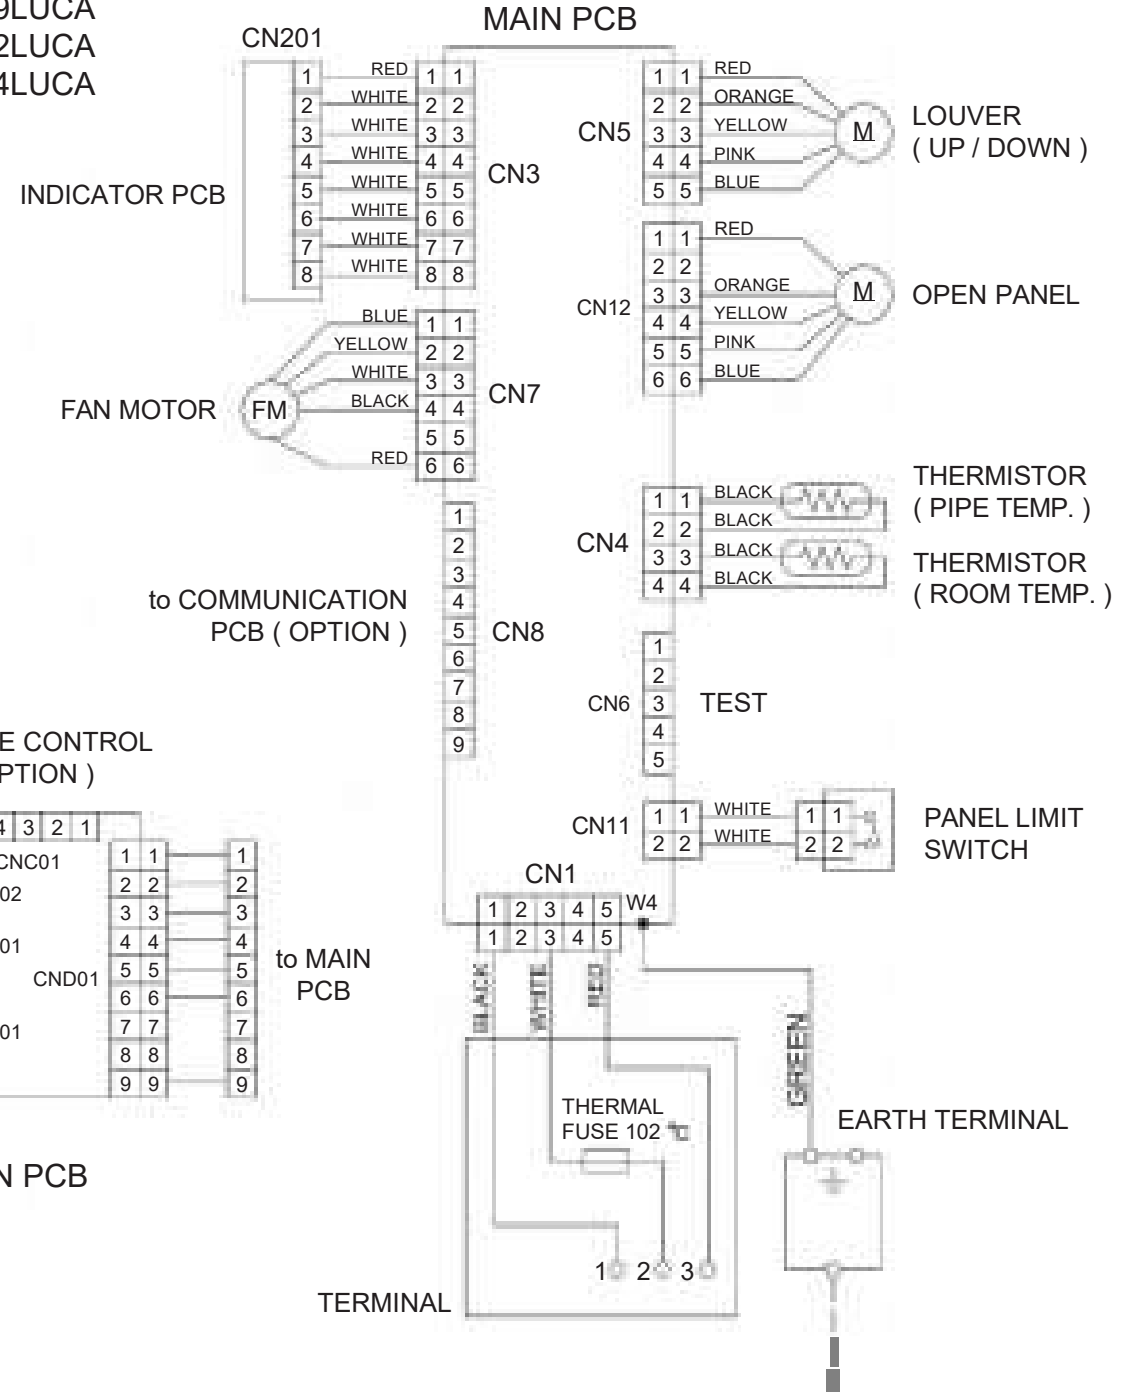 9LUCA
2LUCA
4LUCA
MAIN PCB
CN201
INDICATOR PCB
1 RED 1 1
2 WHITE 2 2
3 WHITE 3 3
4 WHITE 4 4
5 WHITE 5 5
6 WHITE 6 6
7 WHITE 7 7
8 WHITE 8 8
CN3
FAN MOTOR
FM
BLUE 1 1
YELLOW 2 2
WHITE 3 3
BLACK 4 4
5 5
RED 6 6
CN7
to COMMUNICATION
PCB ( OPTION )
1
2
3
4
5
6
7
8
9
CN8
CN5
1 1 RED
2 2 ORANGE
3 3 YELLOW
4 4 PINK
5 5 BLUE
M
LOUVER
( UP / DOWN )
CN12
1 1 RED
2 2
3 3 ORANGE
4 4 YELLOW
5 5 PINK
6 6 BLUE
M
OPEN PANEL
CN4
1 1 BLACK
2 2 BLACK
3 3 BLACK
4 4 BLACK
THERMISTOR
( PIPE TEMP. )
THERMISTOR
( ROOM TEMP. )
CN6
1
2
3
4
5
TEST
CN11
1 1 WHITE 1 1
2 2 WHITE 2 2
PANEL LIMIT
SWITCH
E CONTROL
PTION )
4 3 2 1
CNC01
02
01
CND01
01
1 1 1
2 2 2
3 3 3
4 4 4
5 5 5
6 6 6
7 7 7
8 8 8
9 9 9
to MAIN
PCB
N PCB
CN1
1 2 3 4 5
1 2 3 4 5
W4
BLACK
WHITE
RED
GREEN
THERMAL
FUSE 102
1 2 3
TERMINAL
EARTH TERMINAL